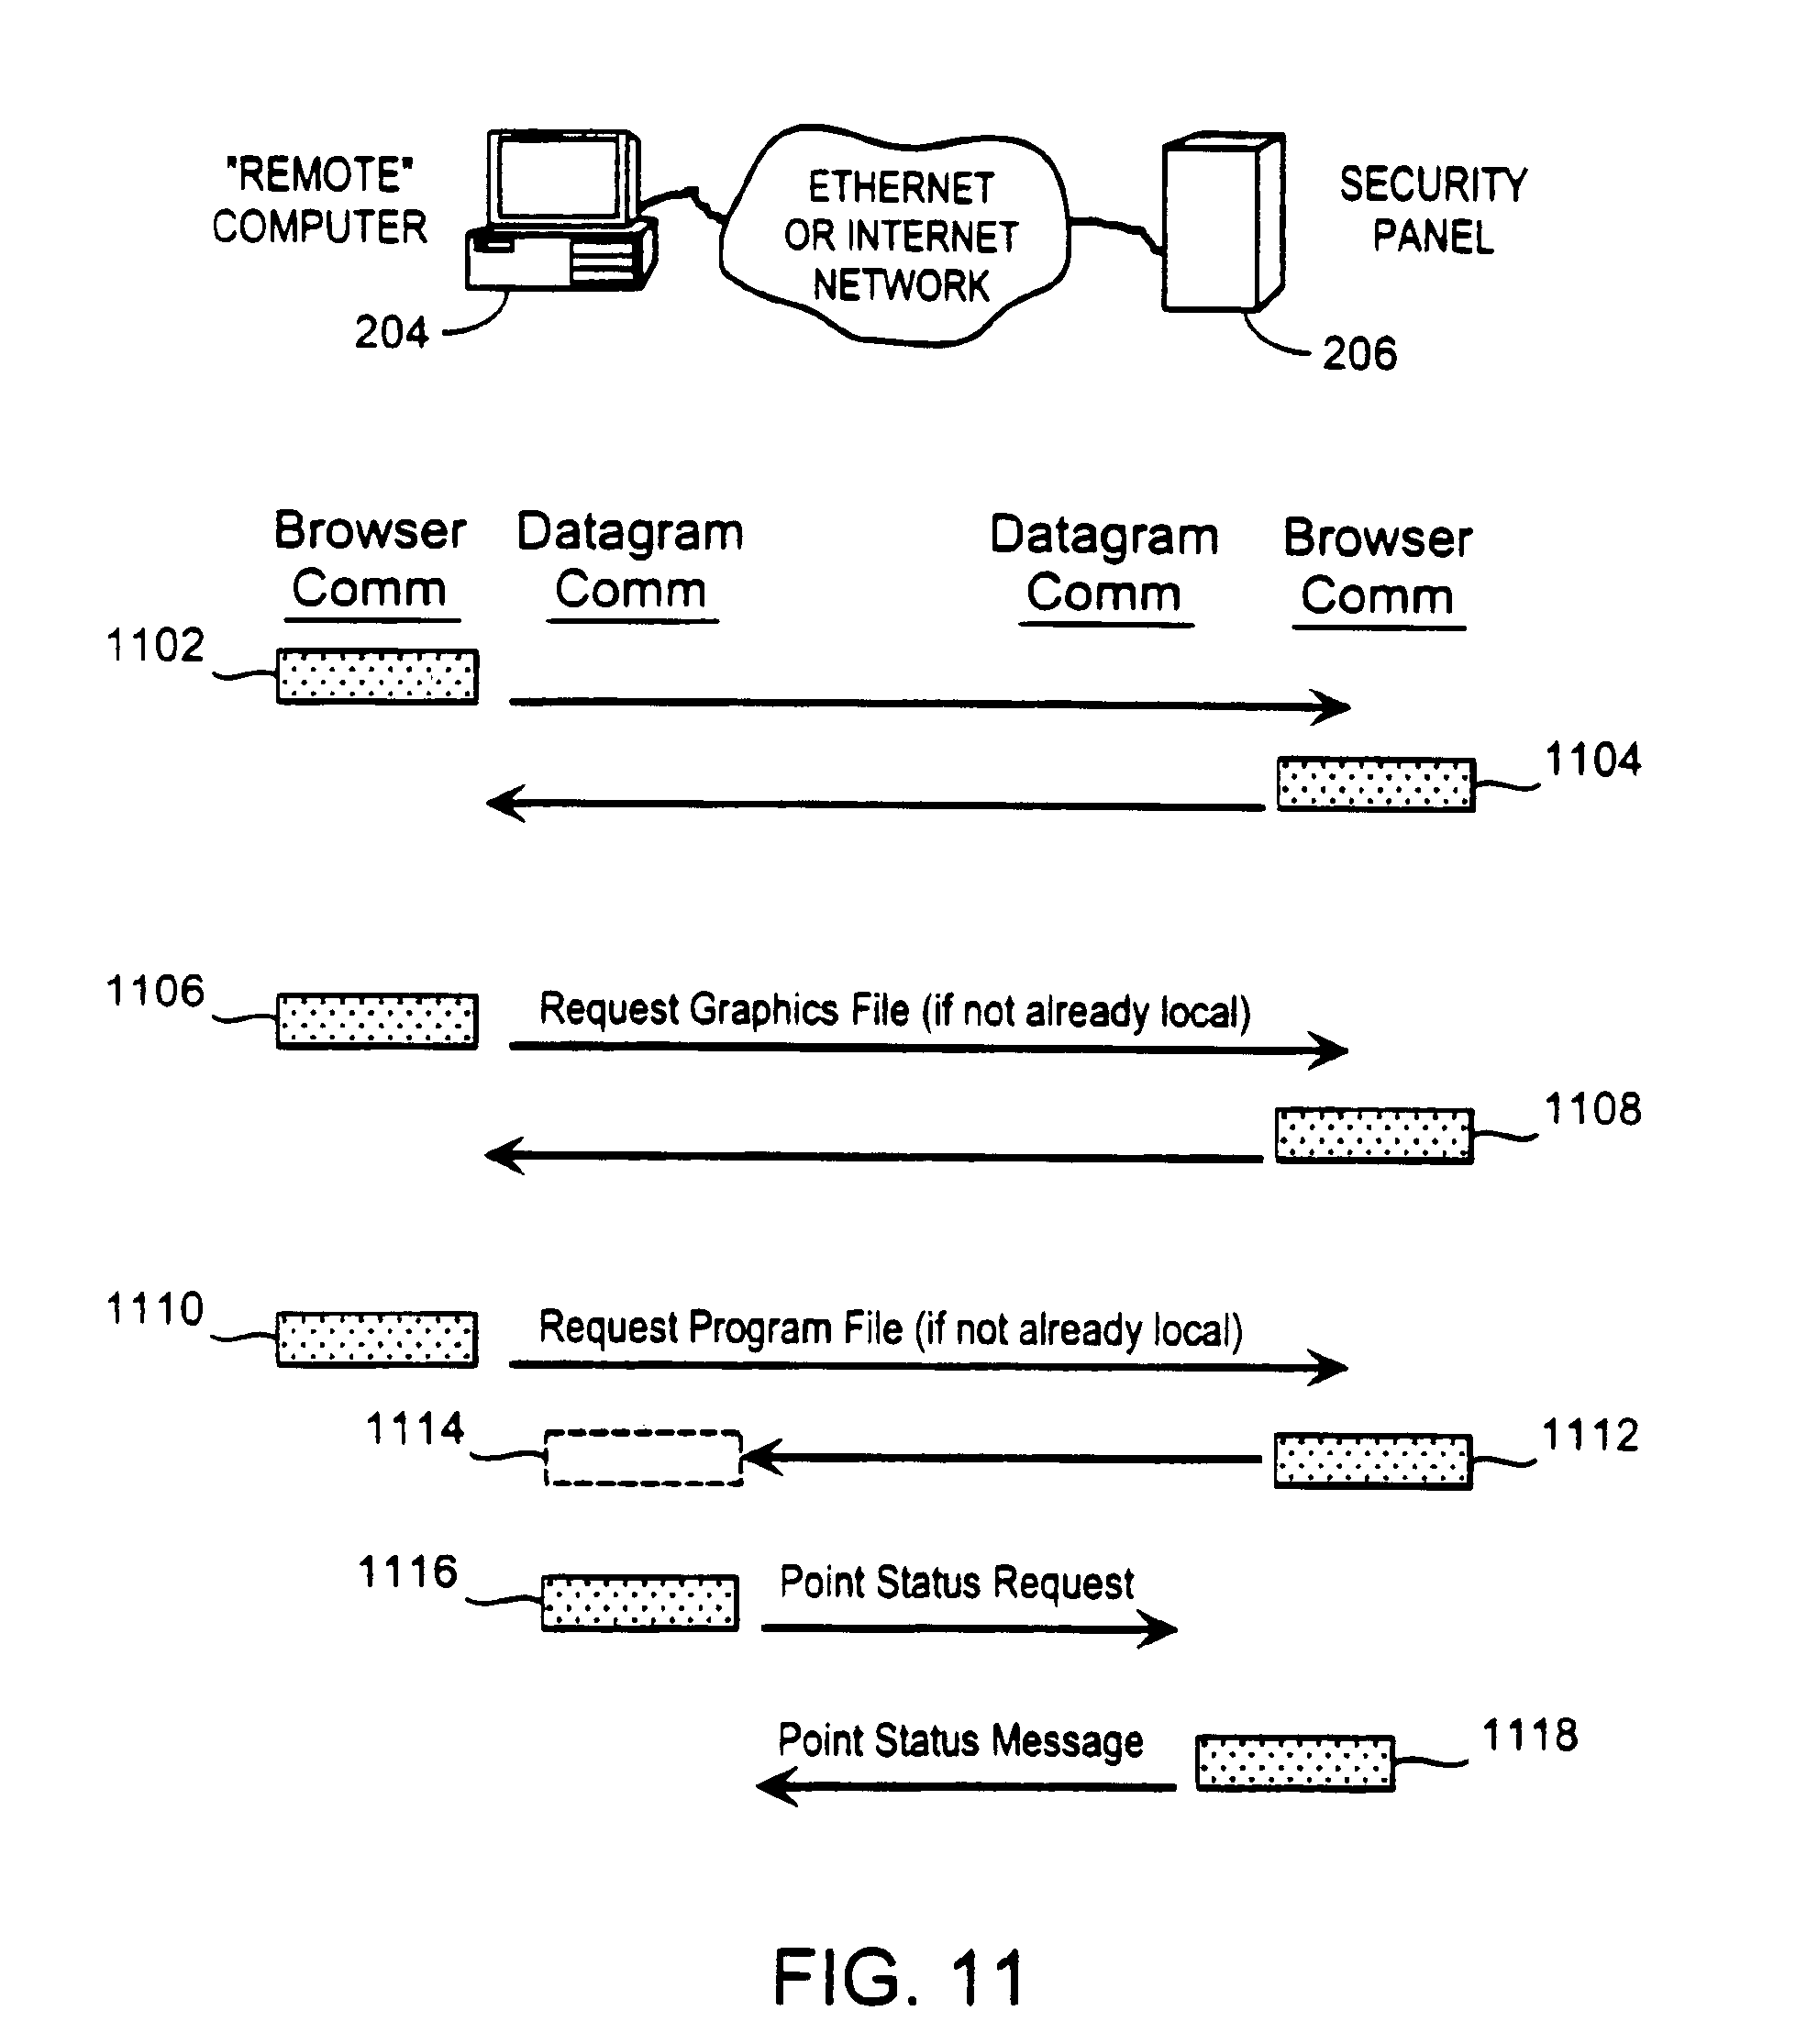 "REMOTE"
COMPUTER
ETHERNET
OR INTERNET
NETWORK
SECURITY
PANEL
204
206
Browser
Comm
Datagram
Comm
Datagram
Comm
Browser
Comm
1102
1104
1106
Request Graphics File (if not already local)
1108
1110
Request Program File (if not already local)
1114
1112
1116
Point Status Request
Point Status Message
1118
FIG. 11